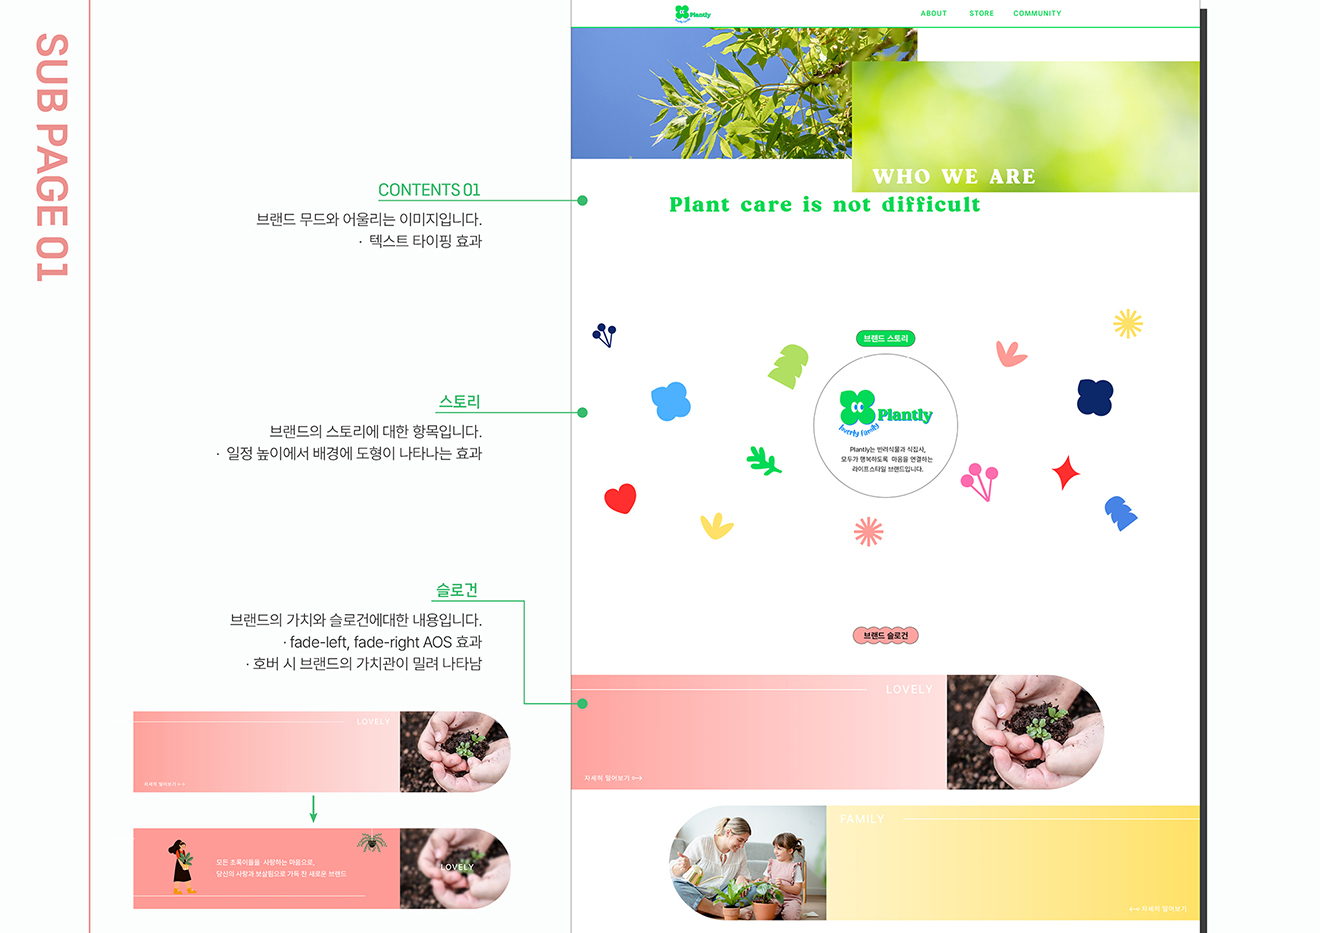 SUB PAGE 01
CONTENTS 01
브랜드 무드와 어울리는 이미지입니다.
· 텍스트 타이핑 효과
스토리
브랜드의 스토리에 대한 항목입니다.
· 일정 높이에서 배경에 도형이 나타나는 효과
슬로건
브랜드의 가치와 슬로건에대한 내용입니다.
· fade-left, fade-right AOS 효과
· 호버 시 브랜드의 가치관이 밀려 나타남
LOVELY
자세히 밀어보기
모든 초록이들을 사랑하는 마음으로,
당신의 사랑과 보살핌으로 가득 찬 새로운 브랜드
LOVELY
Plantly
ABOUT STORE COMMUNITY
WHO WE ARE
Plant care is not difficult
브랜드 스토리
Plantly
loverly family
Plantly는 반려식물과 식집사,
모두가 행복하도록 마음을 연결하는
라이프스타일 브랜드입니다.
브랜드 슬로건
LOVELY
자세히 밀어보기
FAMILY
자세히 밀어보기